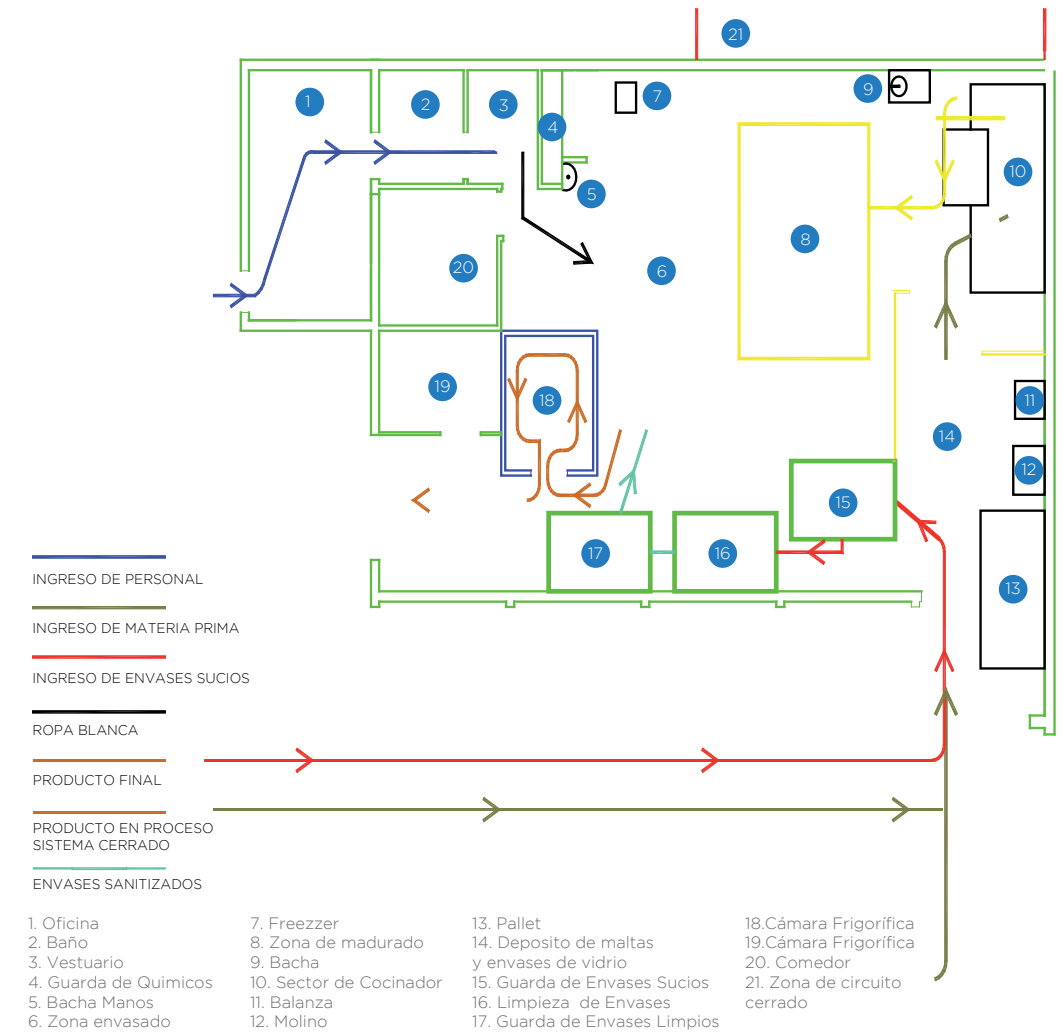 21
1
2
3
4
7
9
5
10
20
6
8
19
18
11
14
12
15
17
16
13
INGRESO DE PERSONAL
INGRESO DE MATERIA PRIMA
INGRESO DE ENVASES SUCIOS
ROPA BLANCA
PRODUCTO FINAL
PRODUCTO EN PROCESO
SISTEMA CERRADO
ENVASES SANITIZADOS
1. Oficina
2. Baño
3. Vestuario
4. Guarda de Quimicos
5. Bacha Manos
6. Zona envasado
7. Freezzer
8. Zona de madurado
9. Bacha
10. Sector de Cocinador
11. Balanza
12. Molino
13. Pallet
14. Deposito de maltas
y envases de vidrio
15. Guarda de Envases Sucios
16. Limpieza de Envases
17. Guarda de Envases Limpios
18.Cámara Frigorífica
19.Cámara Frigorífica
20. Comedor
21. Zona de circuito
cerrado